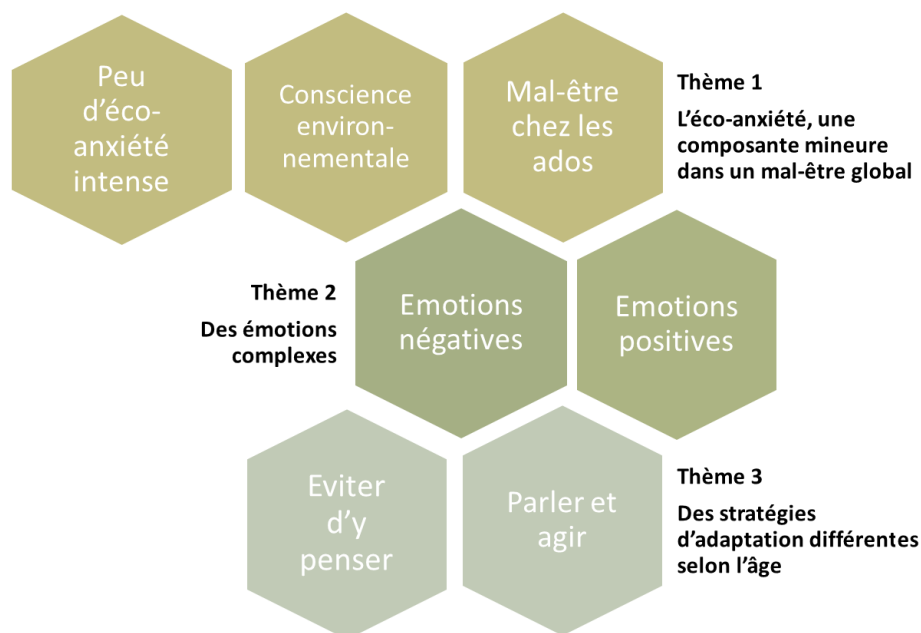 Peu
d'éco-
anxiété
intense
Conscience
environ-
nementale
Mal-être
chez les
ados
Thème 1
L'éco-anxiété, une
composante mineure
dans un mal-être global
Thème 2
Des émotions
complexes
Emotions
négatives
Emotions
positives
Eviter
d'y
penser
Parler et
agir
Thème 3
Des stratégies
d'adaptation différentes
selon l'âge